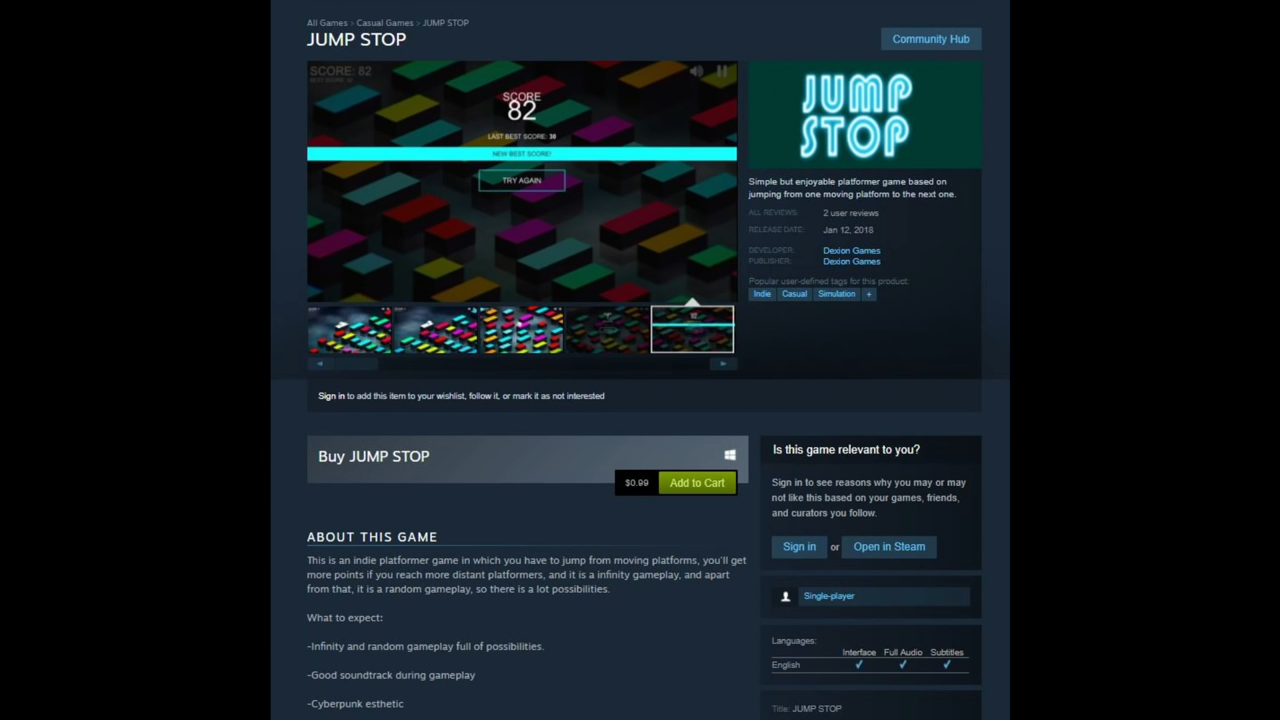 All Games > Casual Games > JUMP STOP
JUMP STOP
Community Hub
SCORE: 82
SCORE
82
LAST BEST SCORE: 38
NEW BEST SCORE!
TRY AGAIN
JUMP
STOP
Simple but enjoyable platformer game based on
jumping from one moving platform to the next one.
ALL REVIEWS: 2 user reviews
RELEASE DATE: Jan 12, 2018
DEVELOPER: Dexion Games
PUBLISHER: Dexion Games
Popular user-defined tags for this product:
Indie Casual Simulation +
Sign in to add this item to your wishlist, follow it, or mark it as not interested
Buy JUMP STOP
$0.99 Add to Cart
ABOUT THIS GAME
This is an indie platformer game in which you have to jump from moving platforms, you'll get
more points if you reach more distant platformers, and it is a infinity gameplay, and apart
from that, it is a random gameplay, so there is a lot possibilities.
What to expect:
-Infinity and random gameplay full of possibilities.
-Good soundtrack during gameplay
-Cyberpunk esthetic
Is this game relevant to you?
Sign in to see reasons why you may or may
not like this based on your games, friends,
and curators you follow.
Sign in or Open in Steam
Single-player
Languages:
Interface Full Audio Subtitles
English ✔ ✔ ✔
Title: JUMP STOP